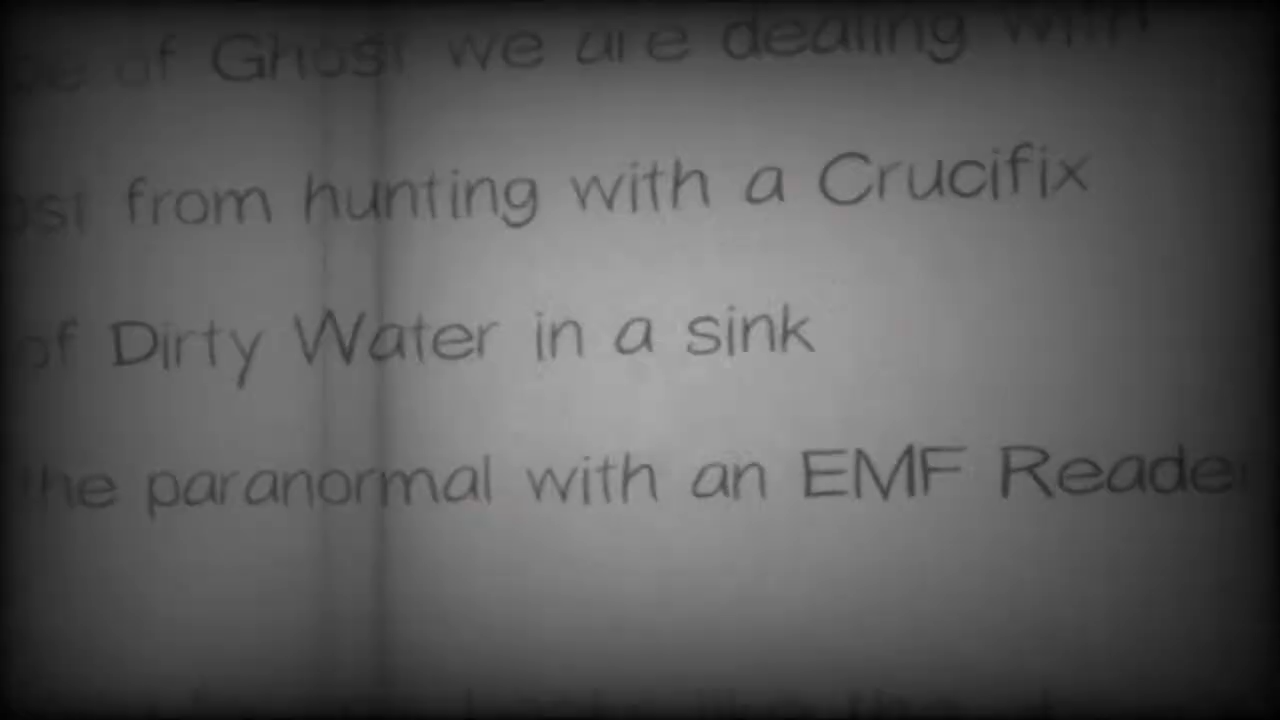 of Ghost we are dealing with
from hunting with a Crucifix
of Dirty Water in a sink
the paranormal with an EMF Reade